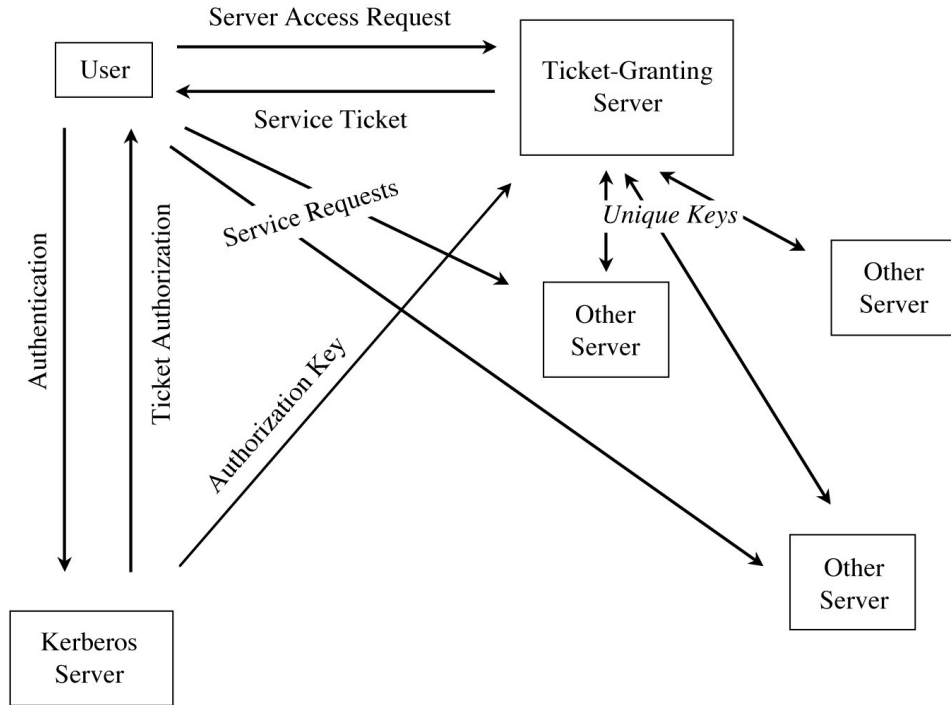 Server Access Request
User
Ticket-Granting
Server
Service Ticket
Service Requests
Unique Keys
Other
Server
Other
Server
Authentication
Ticket Authorization
Authorization Key
Other
Server
Kerberos
Server